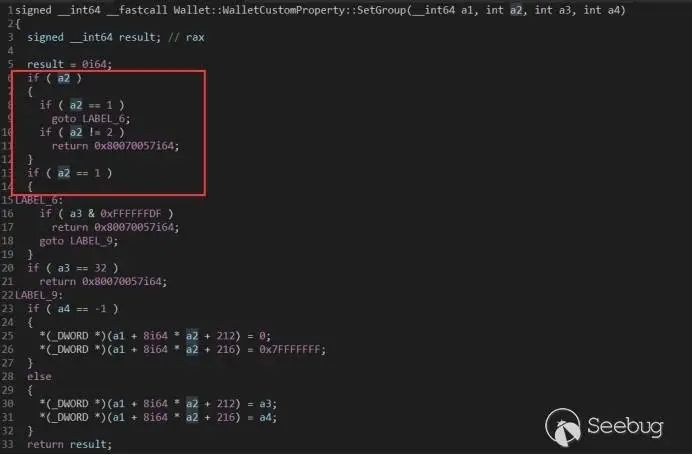 1 signed __int64 __fastcall Wallet::WalletCustomProperty::SetGroup(__int64 a1, int a2, int a3, int a4)
2 {
3   signed __int64 result; // rax
4
5   result = 0i64;
6   if ( a2 )
7   {
8     if ( a2 == 1 )
9       goto LABEL_6;
10     if ( a2 != 2 )
11       return 0x80070057i64;
12   }
13   if ( a2 == 1 )
14   {
15 LABEL_6:
16     if ( a3 & 0xFFFFFFDF )
17       return 0x80070057i64;
18     goto LABEL_9;
19   }
20   if ( a3 == 32 )
21     return 0x80070057i64;
22 LABEL_9:
23   if ( a4 == -1 )
24   {
25     *(_DWORD *)(a1 + 8i64 * a2 + 212) = 0;
26     *(_DWORD *)(a1 + 8i64 * a2 + 216) = 0x7FFFFFFF;
27   }
28   else
29   {
30     *(_DWORD *)(a1 + 8i64 * a2 + 212) = a3;
31     *(_DWORD *)(a1 + 8i64 * a2 + 216) = a4;
32   }
33   return result;
Seebug